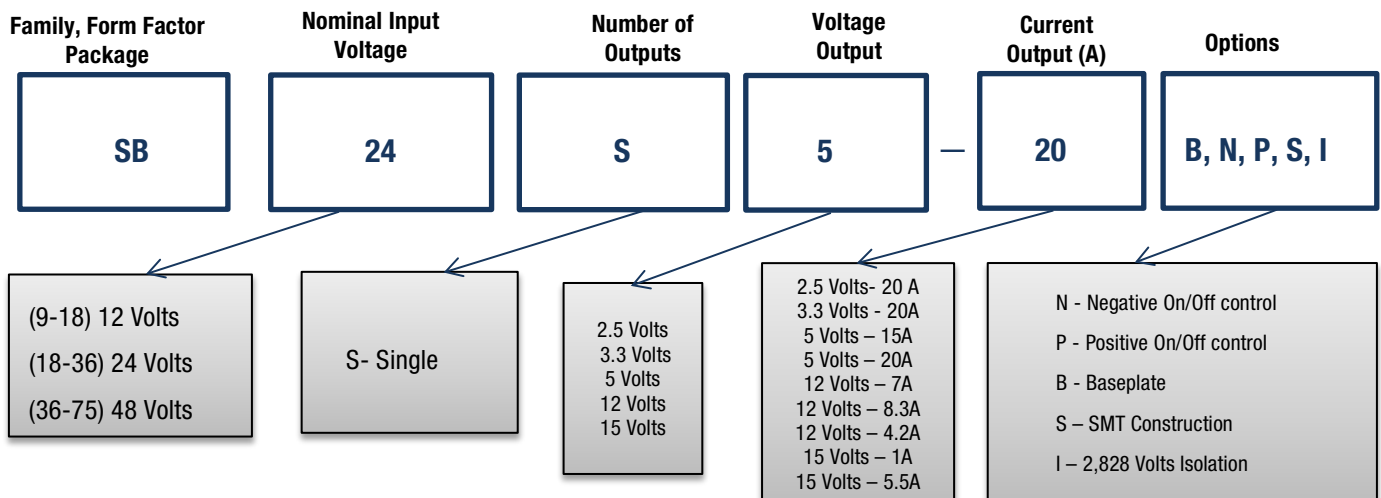 Family, Form Factor
Package
Nominal Input
Voltage
Number of
Outputs
Voltage
Output
Current
Output (A)
Options
SB
24
S
5
—
20
B, N, P, S, I
(9-18) 12 Volts
(18-36) 24 Volts
(36-75) 48 Volts
S- Single
2.5 Volts
3.3 Volts
5 Volts
12 Volts
15 Volts
2.5 Volts- 20 A
3.3 Volts - 20A
5 Volts – 15A
5 Volts – 20A
12 Volts – 7A
12 Volts – 8.3A
12 Volts – 4.2A
15 Volts – 1A
15 Volts – 5.5A
N - Negative On/Off control
P - Positive On/Off control
B - Baseplate
S – SMT Construction
I – 2,828 Volts Isolation